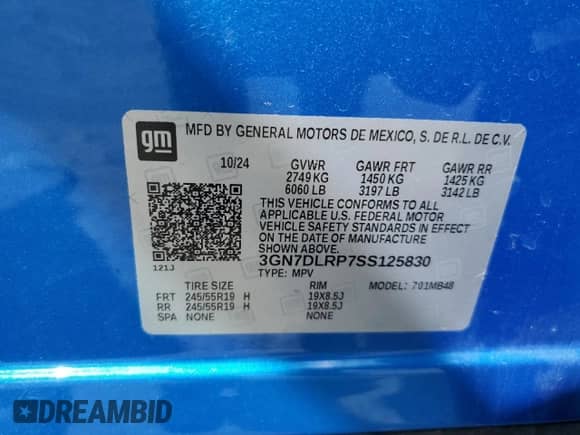 gm
MFD BY GENERAL MOTORS DE MEXICO, S. DE R.L. DE C.V.
10/24 GVWR GAWR FRT GAWR RR
2749 KG 1450 KG 1425 KG
6060 LB 3197 LB 3142 LB
THIS VEHICLE CONFORMS TO ALL
APPLICABLE U.S. FEDERAL MOTOR
VEHICLE SAFETY STANDARDS IN EFFECT
ON THE DATE OF MANUFACTURE
SHOWN ABOVE.
3GN7DLRP7SS125830
121J TYPE: MPV MODEL: 701MB48
TIRE SIZE RIM
FRT 245/55R19 H 19X8.5J
RR 245/55R19 H 19X8.5J
SPA NONE NONE
DREAMBID